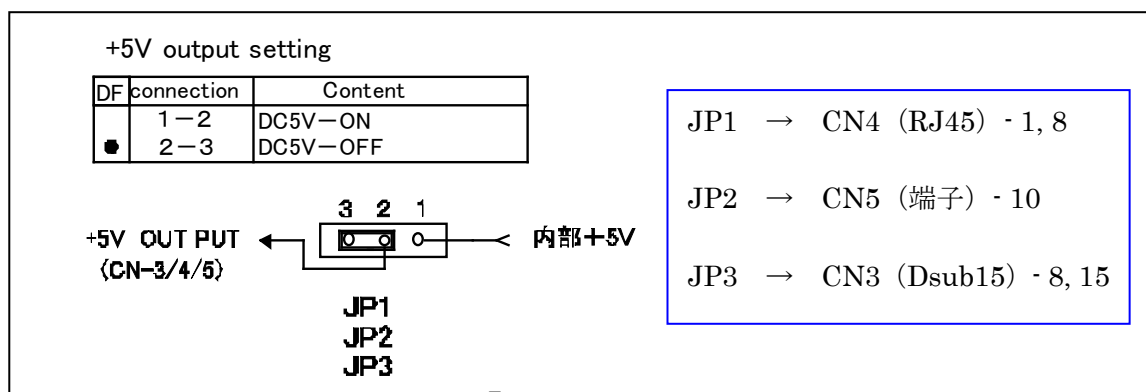 +5V output setting
DF connection Content
1-2 DC5V-ON
● 2-3 DC5V-OFF
3 2 1
+5V OUT PUT
(CN-3/4/5)
内部+5V
JP1
JP2
JP3
JP1 → CN4 (RJ45) - 1, 8
JP2 → CN5 (端子) - 10
JP3 → CN3 (Dsub15) - 8, 15